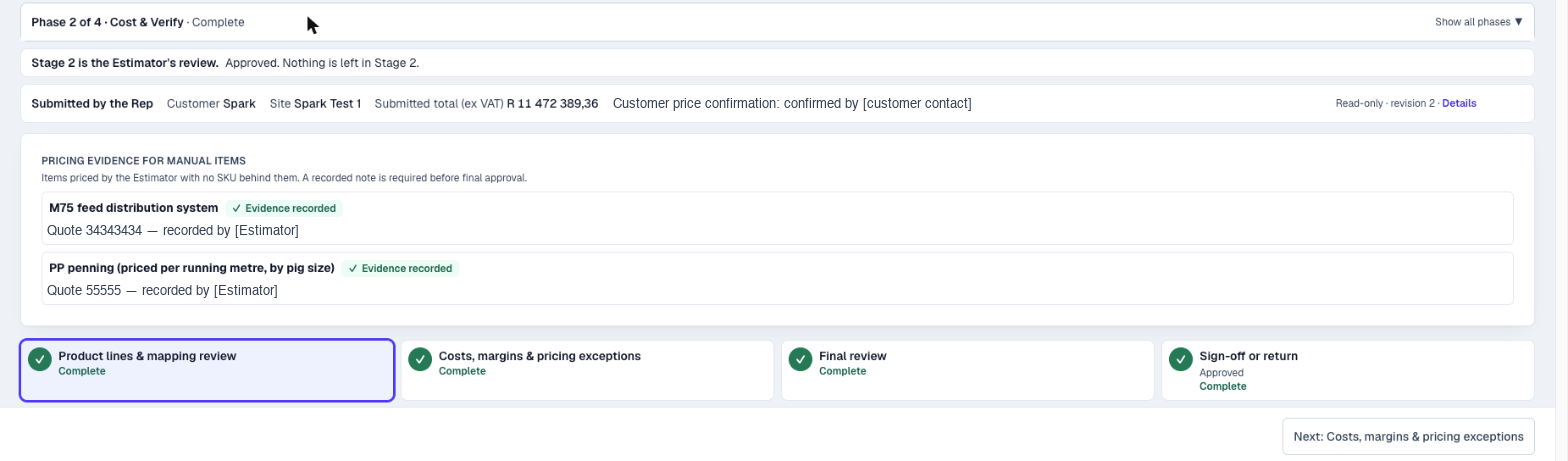 Phase 2 of 4 · Cost & Verify · Complete
Show all phases ▼
Stage 2 is the Estimator's review. Approved. Nothing is left in Stage 2.
Submitted by the Rep Customer Spark Site Spark Test 1 Submitted total (ex VAT) R 11 472 389,36 Customer price confirmation: confirmed by [customer contact] Read-only · revision 2 · Details
PRICING EVIDENCE FOR MANUAL ITEMS
Items priced by the Estimator with no SKU behind them. A recorded note is required before final approval.
M75 feed distribution system ✓ Evidence recorded
Quote 34343434 — recorded by [Estimator]
PP penning (priced per running metre, by pig size) ✓ Evidence recorded
Quote 55555 — recorded by [Estimator]
Product lines & mapping review
Complete
Costs, margins & pricing exceptions
Complete
Final review
Complete
Sign-off or return
Approved
Complete
Next: Costs, margins & pricing exceptions